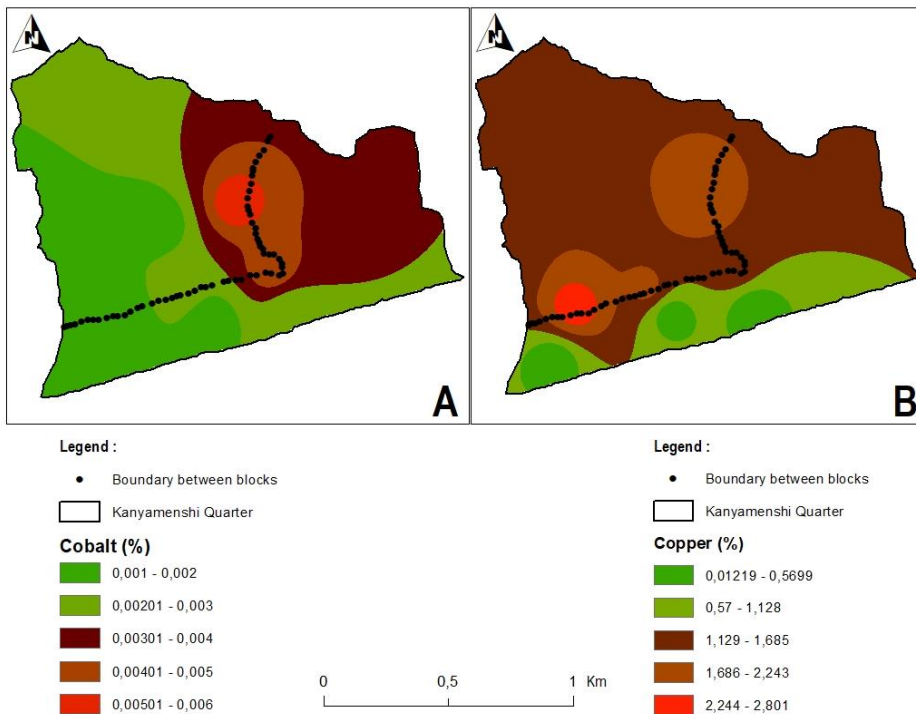 N
A
N
B
Legend :
Boundary between blocks
Kanyamenshi Quarter
Cobalt (%)
0,001 - 0,002
0,00201 - 0,003
0,00301 - 0,004
0,00401 - 0,005
0,00501 - 0,006
0 0,5 1 Km
Legend :
Boundary between blocks
Kanyamenshi Quarter
Copper (%)
0,01219 - 0,5699
0,57 - 1,128
1,129 - 1,685
1,686 - 2,243
2,244 - 2,801